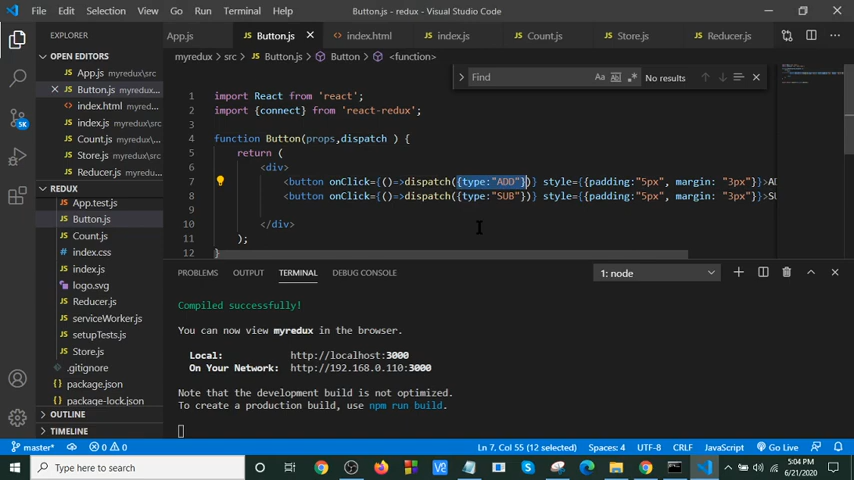 File Edit Selection View Go Run Terminal Help Button.js - redux - Visual Studio Code
EXPLORER
OPEN EDITORS
App.js myredux\src
Button.js myredux...
index.html myred...
index.js myredux\...
Count.js myredux...
Store.js myredux\...
Reducer.js myred...
REDUX
App.test.js
Button.js
Count.js
index.css
index.js
logo.svg
Reducer.js
serviceWorker.js
setupTests.js
Store.js
.gitignore
package.json
package-lock.json
OUTLINE
TIMELINE
5K
App.js Button.js index.html index.js Count.js Store.js Reducer.js
myredux > src > Button.js > Button > <function>
Find Aa Abl .* No results
1 import React from 'react';
2 import {connect} from 'react-redux';
3
4 function Button(props,dispatch ) {
5 return (
6 <div>
7 <button onClick={()=>dispatch({type:"ADD"})} style={{padding:"5px", margin: "3px"}}>AD
8 <button onClick={()=>dispatch({type:"SUB"})} style={{padding:"5px", margin: "3px"}}>SU
9
10 </div>
11 );
12 }
PROBLEMS OUTPUT TERMINAL DEBUG CONSOLE 1: node
Compiled successfully!
You can now view myredux in the browser.
Local: http://localhost:3000
On Your Network: http://192.168.0.110:3000
Note that the development build is not optimized.
To create a production build, use npm run build.
master* 0 0 Ln 7, Col 55 (12 selected) Spaces: 4 UTF-8 CRLF JavaScript Go Live
Type here to search
V2
5:04 PM
6/21/2020